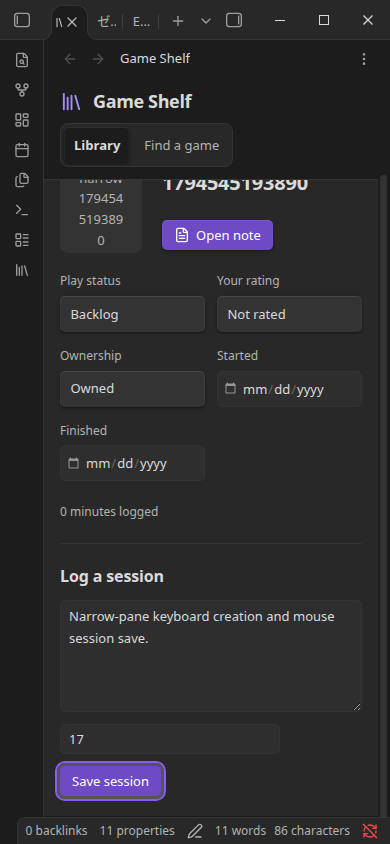 ゼ..
E...
Game Shelf
Game Shelf
Library
Find a game
narrow
179454
519389
0
1794545193890
Open note
Play status
Your rating
Backlog
Not rated
Ownership
Started
Owned
mm/dd/yyyy
Finished
mm/dd/yyyy
0 minutes logged
Log a session
Narrow-pane keyboard creation and mouse
session save.
17
Save session
0 backlinks 11 properties 11 words 86 characters